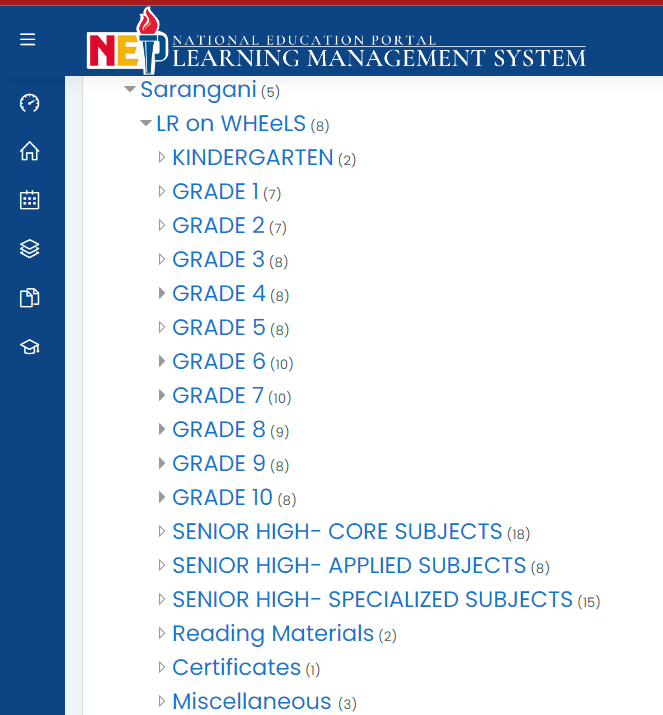 NEP NATIONAL EDUCATION PORTAL
LEARNING MANAGEMENT SYSTEM
Sarangani (5)
LR on WHEeLS (8)
KINDERGARTEN (2)
GRADE 1 (7)
GRADE 2 (7)
GRADE 3 (8)
GRADE 4 (8)
GRADE 5 (8)
GRADE 6 (10)
GRADE 7 (10)
GRADE 8 (9)
GRADE 9 (8)
GRADE 10 (8)
SENIOR HIGH- CORE SUBJECTS (18)
SENIOR HIGH- APPLIED SUBJECTS (8)
SENIOR HIGH- SPECIALIZED SUBJECTS (15)
Reading Materials (2)
Certificates (1)
Miscellaneous (3)